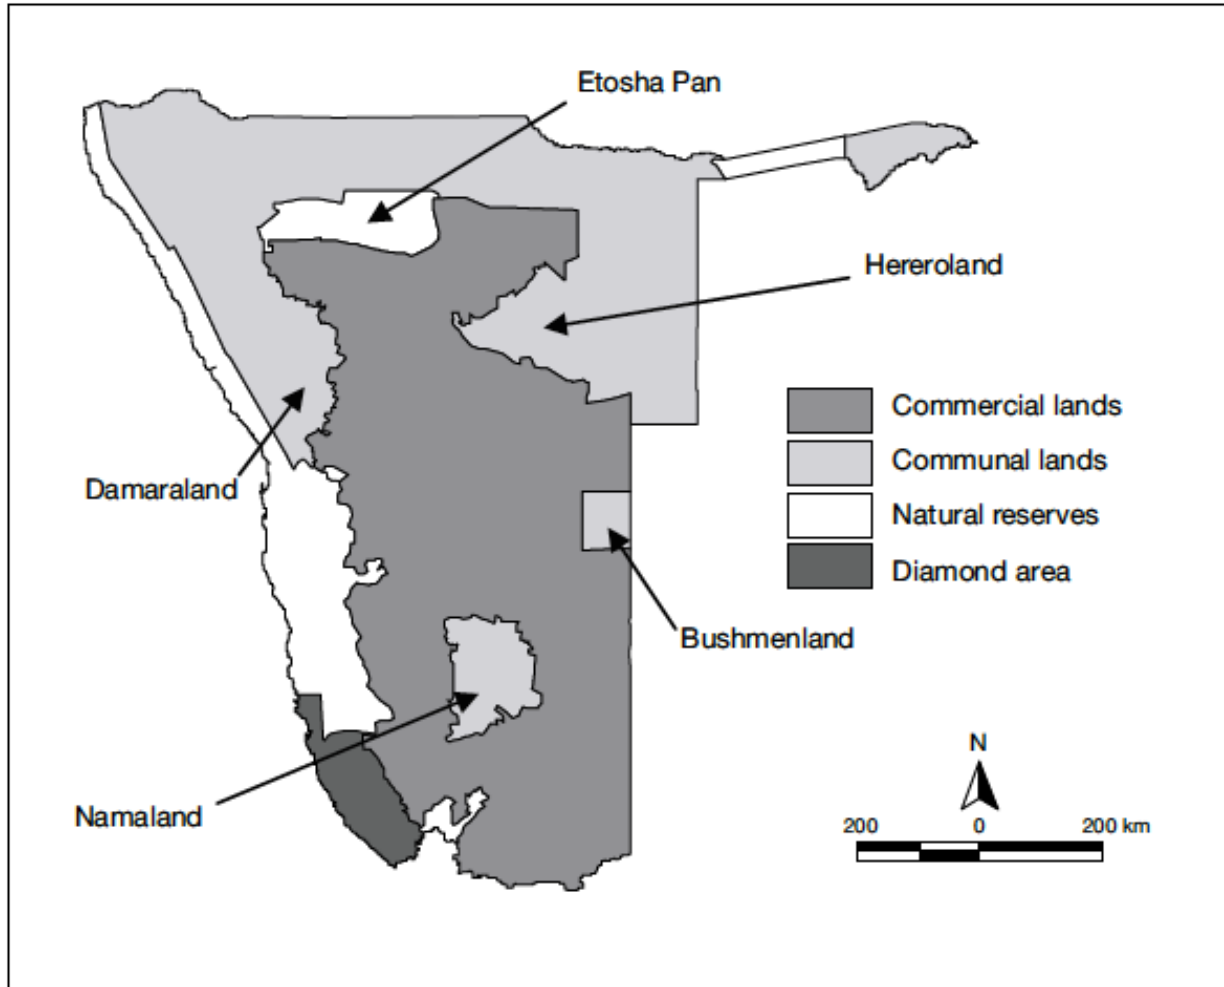 Etosha Pan
Hereroland
Commercial lands
Communal lands
Damaraland
Natural reserves
Diamond area
Bushmenland
Namaland
N
200 0 200 km